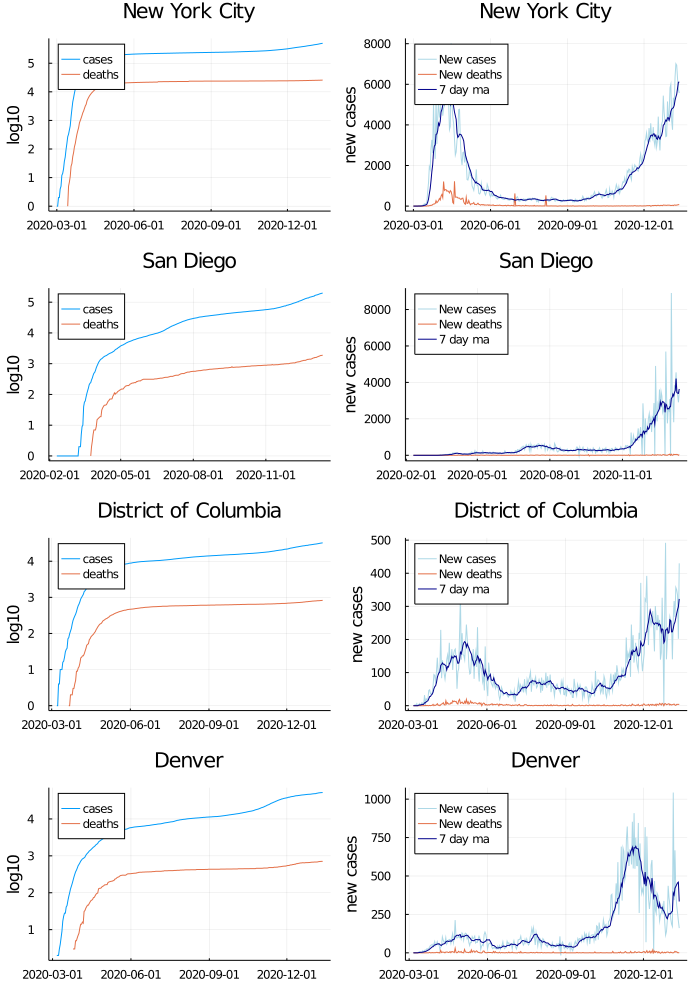 New York City
New York City
log10
5
4
3
2
1
0
cases
deaths
2020-03-01 2020-06-01 2020-09-01 2020-12-01
new cases
8000
6000
4000
2000
0
New cases
New deaths
7 day ma
2020-03-01 2020-06-01 2020-09-01 2020-12-01
San Diego
San Diego
log10
5
4
3
2
1
0
cases
deaths
2020-02-01 2020-05-01 2020-08-01 2020-11-01
new cases
8000
6000
4000
2000
0
New cases
New deaths
7 day ma
2020-02-01 2020-05-01 2020-08-01 2020-11-01
District of Columbia
District of Columbia
log10
4
3
2
1
0
cases
deaths
2020-03-01 2020-06-01 2020-09-01 2020-12-01
new cases
500
400
300
200
100
0
New cases
New deaths
7 day ma
2020-03-01 2020-06-01 2020-09-01 2020-12-01
Denver
Denver
log10
4
3
2
1
cases
deaths
2020-03-01 2020-06-01 2020-09-01 2020-12-01
new cases
1000
750
500
250
0
New cases
New deaths
7 day ma
2020-03-01 2020-06-01 2020-09-01 2020-12-01